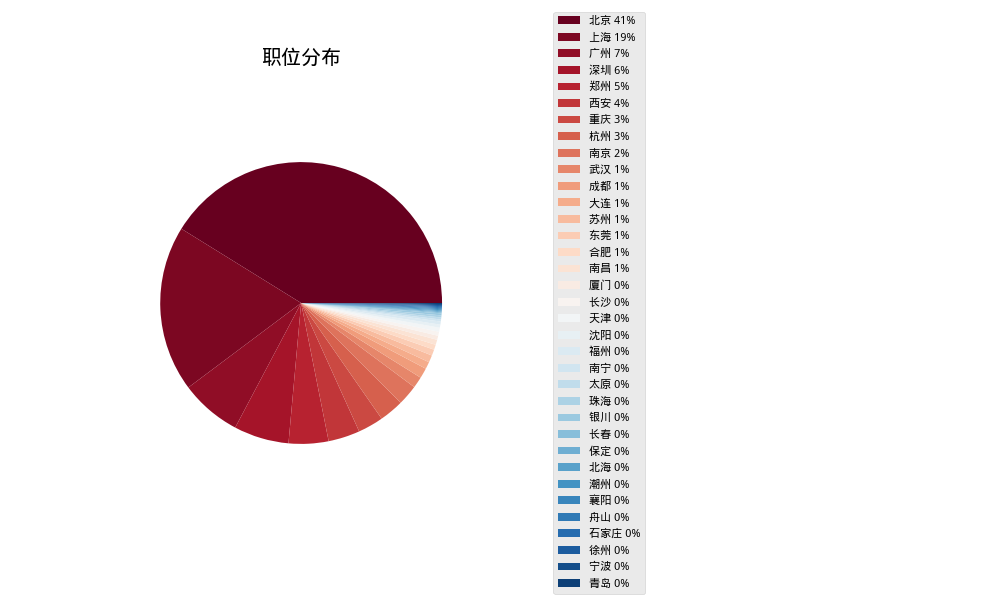 职位分布
北京 41%
上海 19%
广州 7%
深圳 6%
郑州 5%
西安 4%
重庆 3%
杭州 3%
南京 2%
武汉 1%
成都 1%
大连 1%
苏州 1%
东莞 1%
合肥 1%
南昌 1%
厦门 0%
长沙 0%
天津 0%
沈阳 0%
福州 0%
南宁 0%
太原 0%
珠海 0%
银川 0%
长春 0%
保定 0%
北海 0%
潮州 0%
襄阳 0%
舟山 0%
石家庄 0%
徐州 0%
宁波 0%
青岛 0%